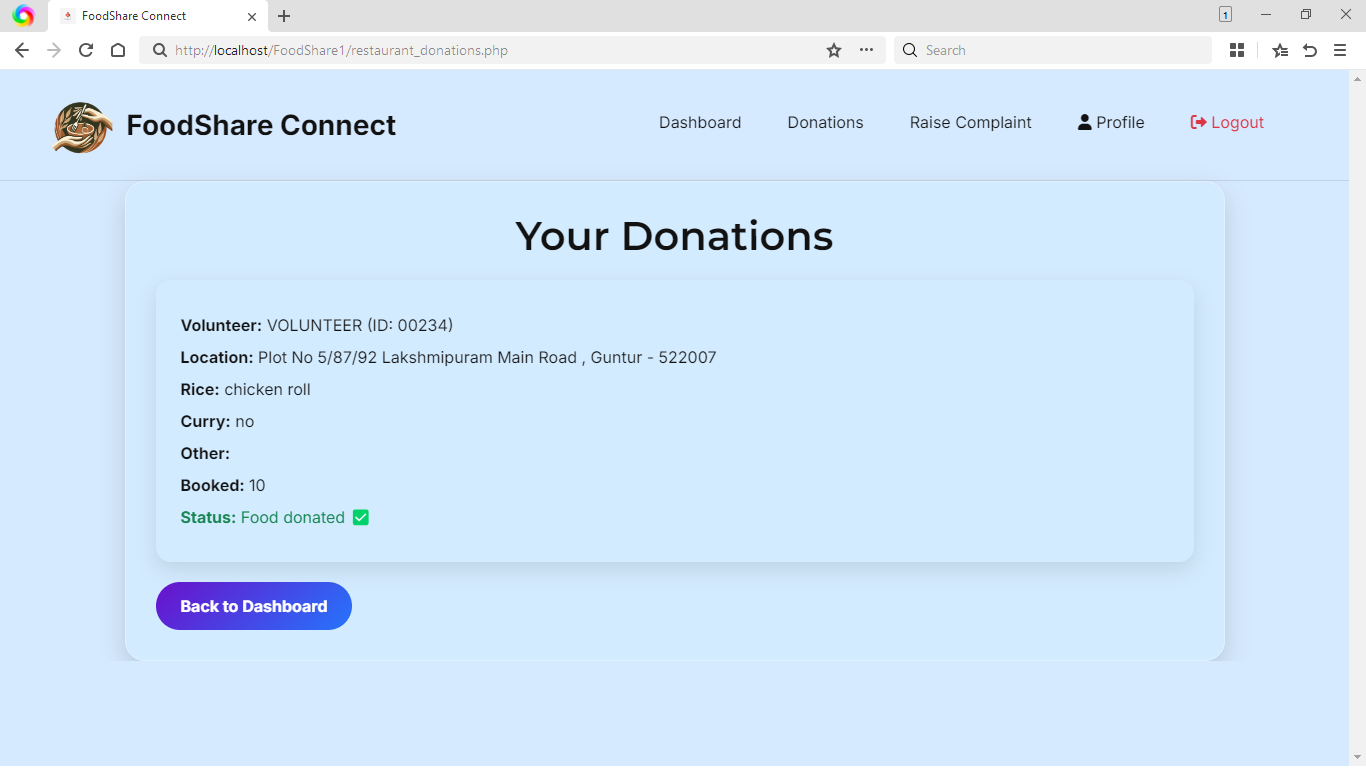 FoodShare Connect
1
http://localhost/FoodShare1/restaurant_donations.php
Search
FoodShare Connect
Dashboard
Donations
Raise Complaint
Profile
Logout
Your Donations
Volunteer: VOLUNTEER (ID: 00234)
Location: Plot No 5/87/92 Lakshmipuram Main Road , Guntur - 522007
Rice: chicken roll
Curry: no
Other:
Booked: 10
Status: Food donated ✅
Back to Dashboard